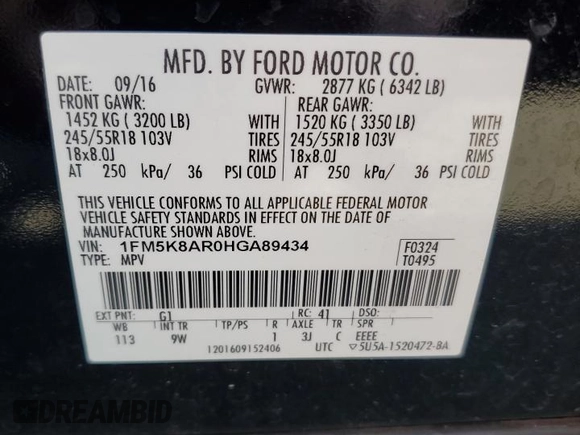 MFD. BY FORD MOTOR CO.
DATE: 09/16 GVWR: 2877 KG ( 6342 LB)
FRONT GAWR: REAR GAWR:
1452 KG ( 3200 LB) WITH 1520 KG ( 3350 LB) WITH
245/55R18 103V TIRES 245/55R18 103V TIRES
18x8.0J RIMS 18x8.0J RIMS
AT 250 kPa/ 36 PSI COLD AT 250 kPa/ 36 PSI COLD
THIS VEHICLE CONFORMS TO ALL APPLICABLE FEDERAL MOTOR
VEHICLE SAFETY AND THEFT PREVENTION STANDARDS IN EFFECT ON THE DATE OF
MANUFACTURE SHOWN ABOVE.
VIN: 1FM5K8AR0HGA89434 F0324
TYPE: MPV T0495
EXT PNT: G1 RC: 41 DSO:
WB INT TR TP/PS R AXLE TR SPR
113 9W 1 3J C EEEE
1201609152406 UTC ▽5U5A-1520472-BA
DREAMBID